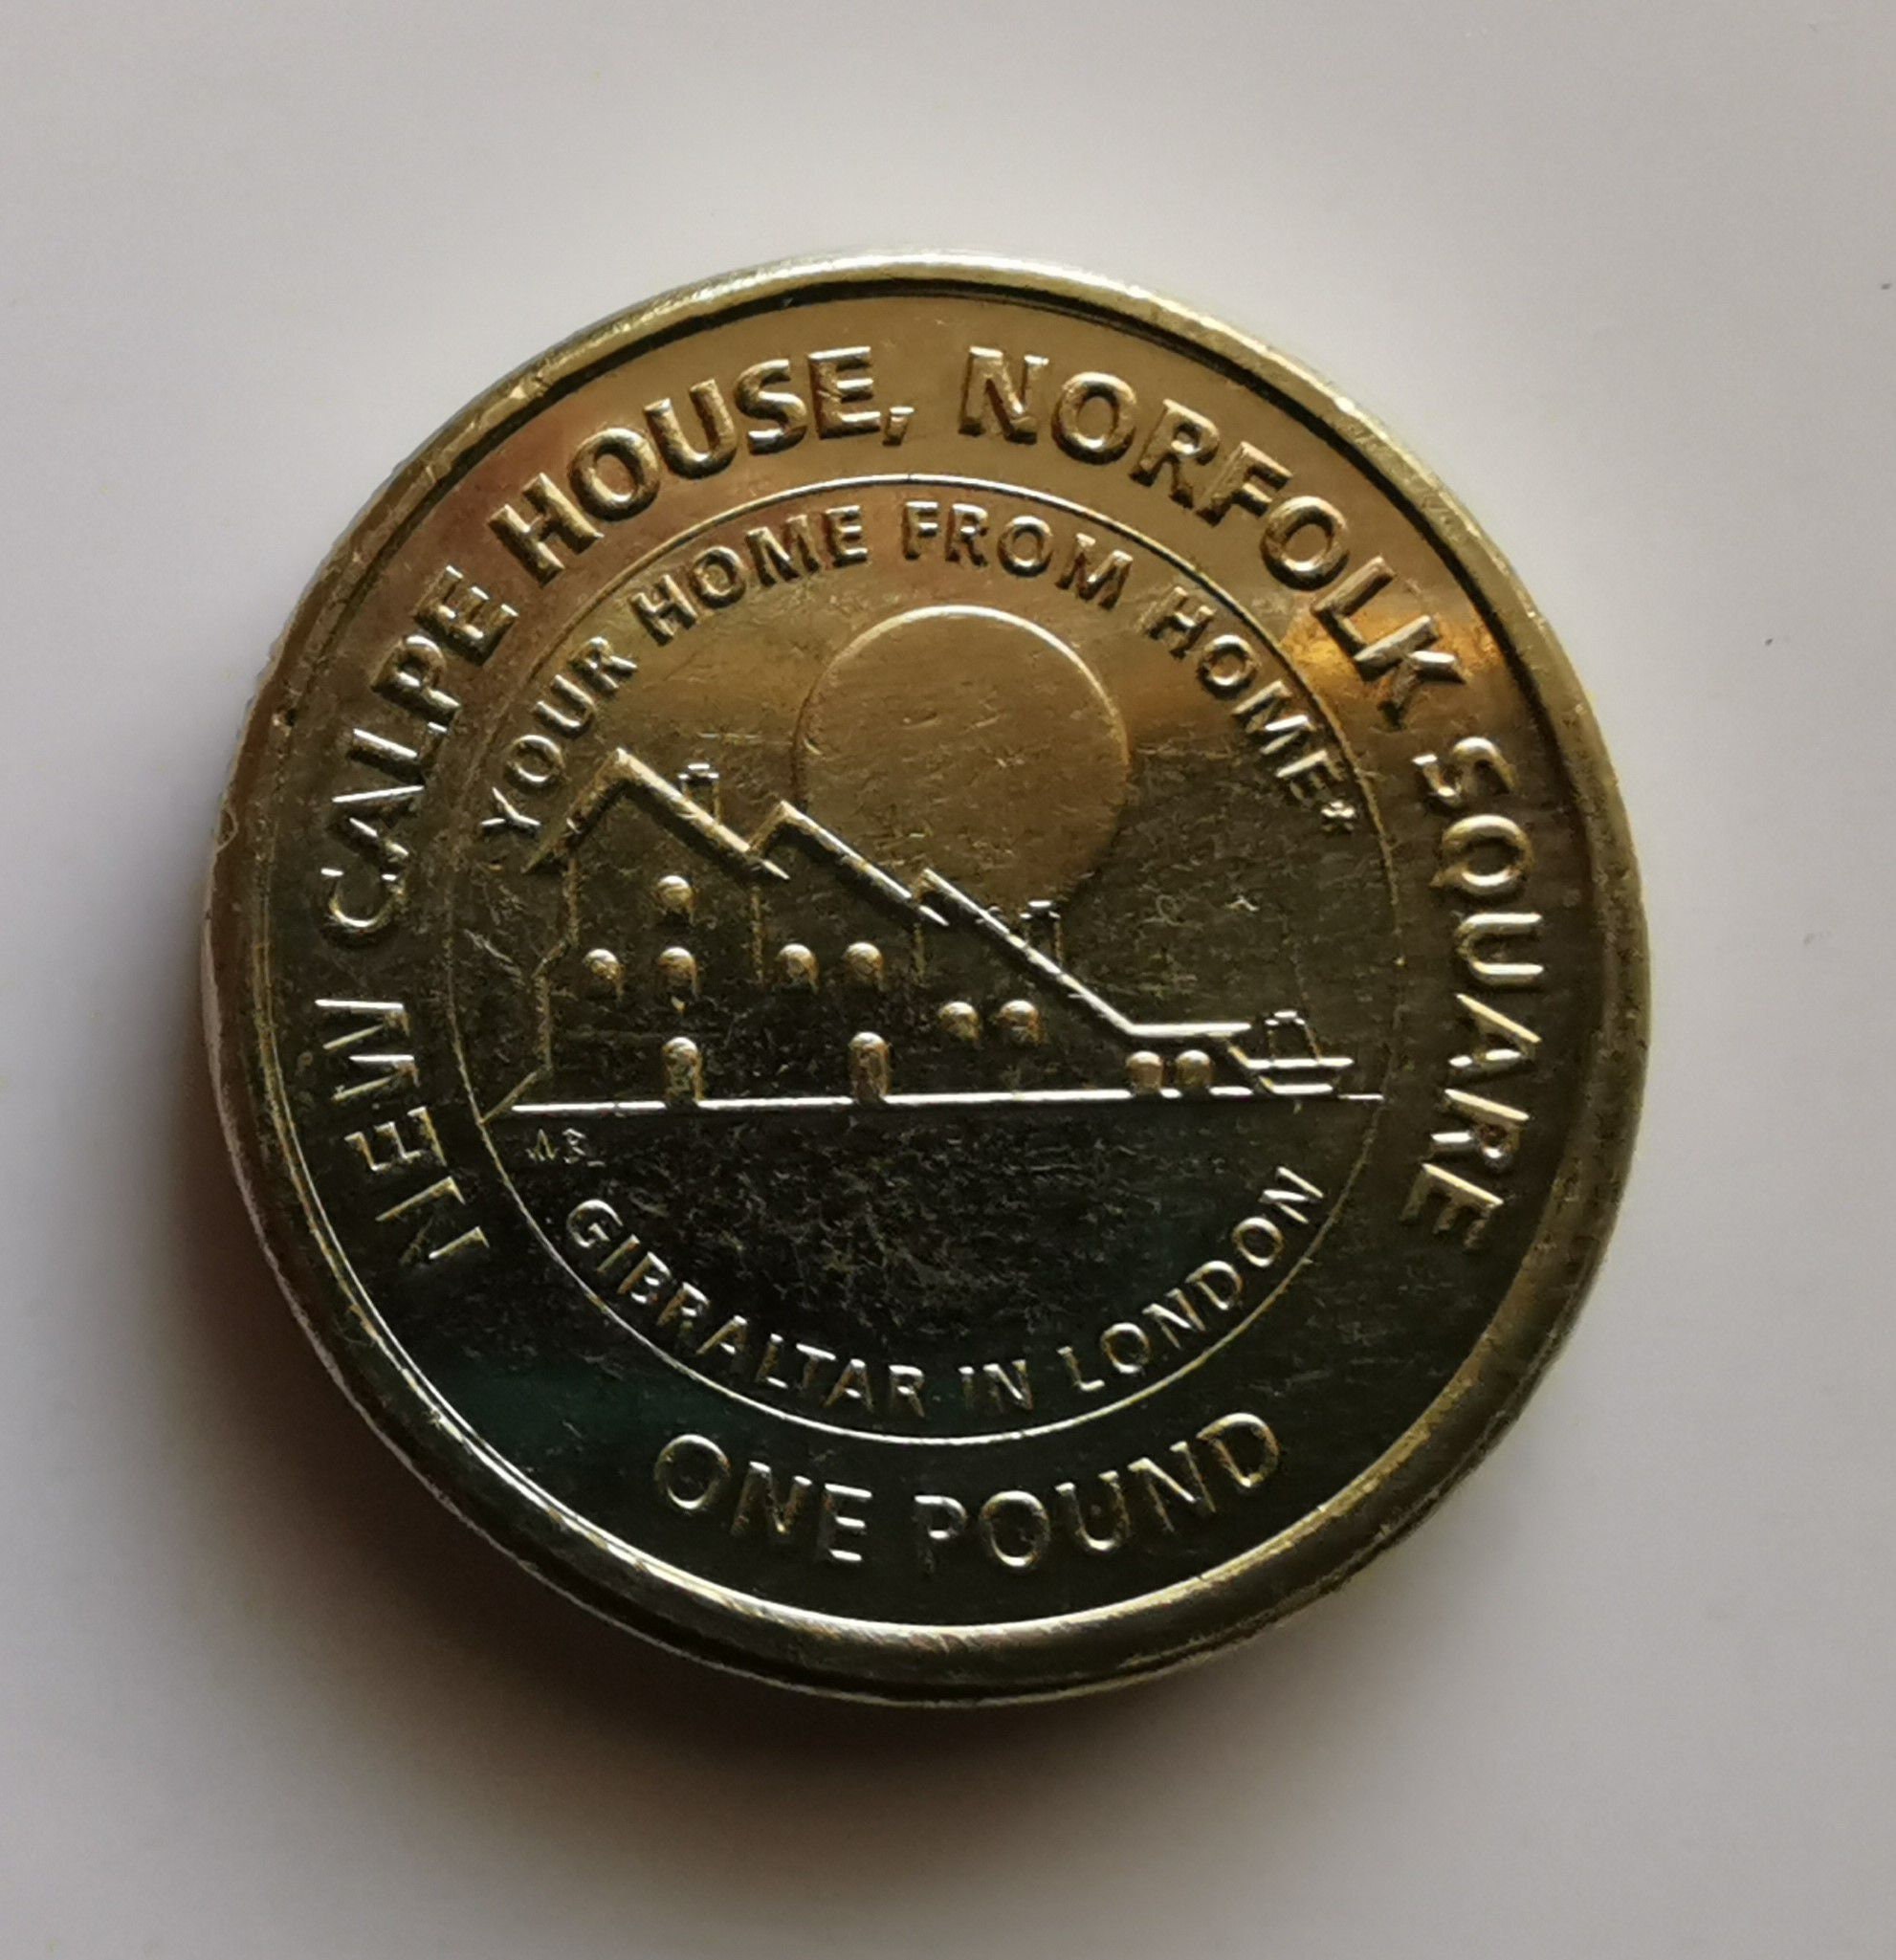 NEW CALPE HOUSE, NORFOLK SQUARE
YOUR HOME FROM HOME*
GIBRALTAR IN LONDON
ONE POUND